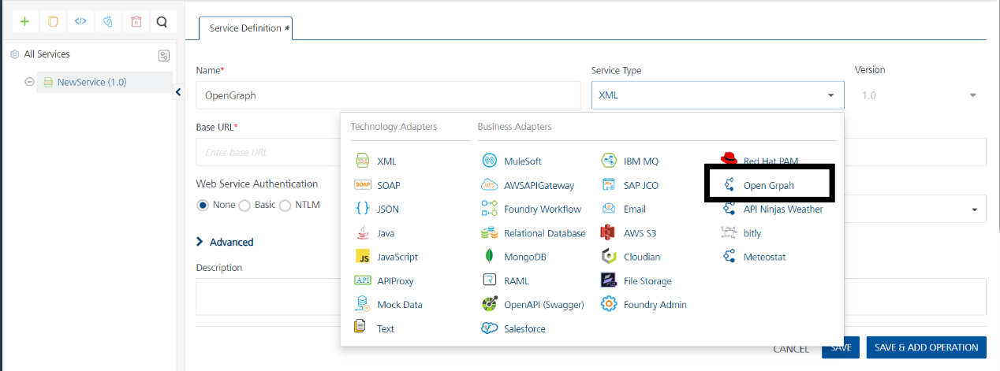 Service Definition *
All Services
NewService (1.0)
Name*
Service Type
Version
OpenGraph
XML
1.0
Base URL*
Enter base URL
Web Service Authentication
None Basic NTLM
Advanced
Description
Technology Adapters
Business Adapters
XML
SOAP
JSON
Java
JavaScript
APIProxy
Mock Data
Text
MuleSoft
AWSAPIGateway
Foundry Workflow
Relational Database
MongoDB
RAML
OpenAPI (Swagger)
Salesforce
IBM MQ
SAP JCO
Email
AWS S3
Cloudian
File Storage
Foundry Admin
Red Hat PAM
Open Grpah
API Ninjas Weather
bitly
Meteostat
CANCEL
SAVE
SAVE & ADD OPERATION